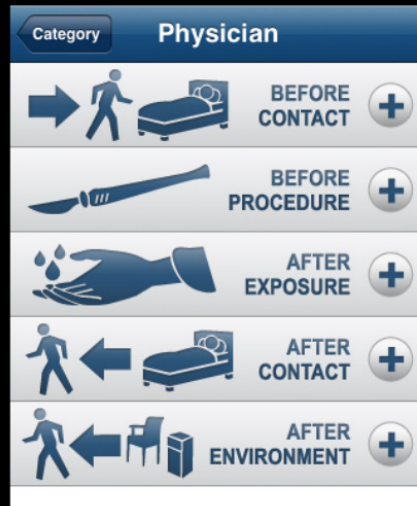 Category
Physician
BEFORE
CONTACT
BEFORE
PROCEDURE
AFTER
EXPOSURE
AFTER
CONTACT
AFTER
ENVIRONMENT